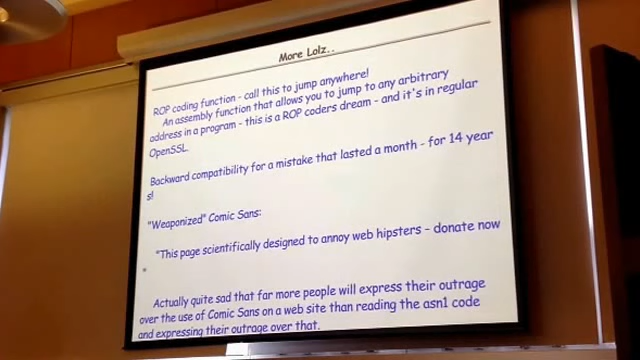 More Lolz..
ROP coding function - call this to jump anywhere!
An assembly function that allows you to jump to any arbitrary
address in a program - this is a ROP coders dream - and it's in regular
OpenSSL
Backward compatibility for a mistake that lasted a month - for 14 year
s!
"Weaponized" Comic Sans:
"This page scientifically designed to annoy web hipsters - donate now
"
Actually quite sad that far more people will express their outrage
over the use of Comic Sans on a web site than reading the asn1 code
and expressing their outrage over that.